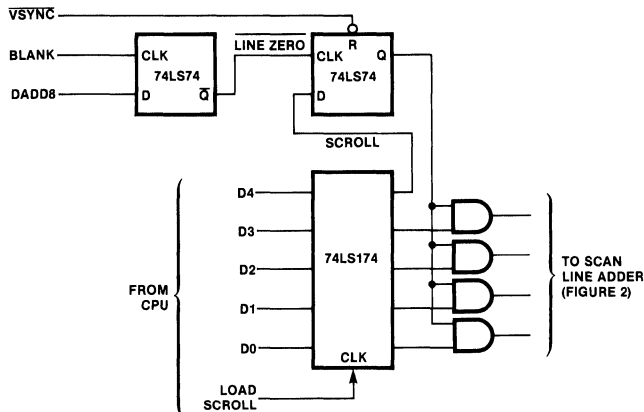 VSYNC
R
BLANK
CLK
LINE ZERO
CLK
Q
74LS74
74LS74
DADD8
D
Q
D
SCROLL
D4
D3
74LS174
D2
FROM
CPU
TO SCAN
LINE ADDER
(FIGURE 2)
D1
D0
CLK
LOAD
SCROLL